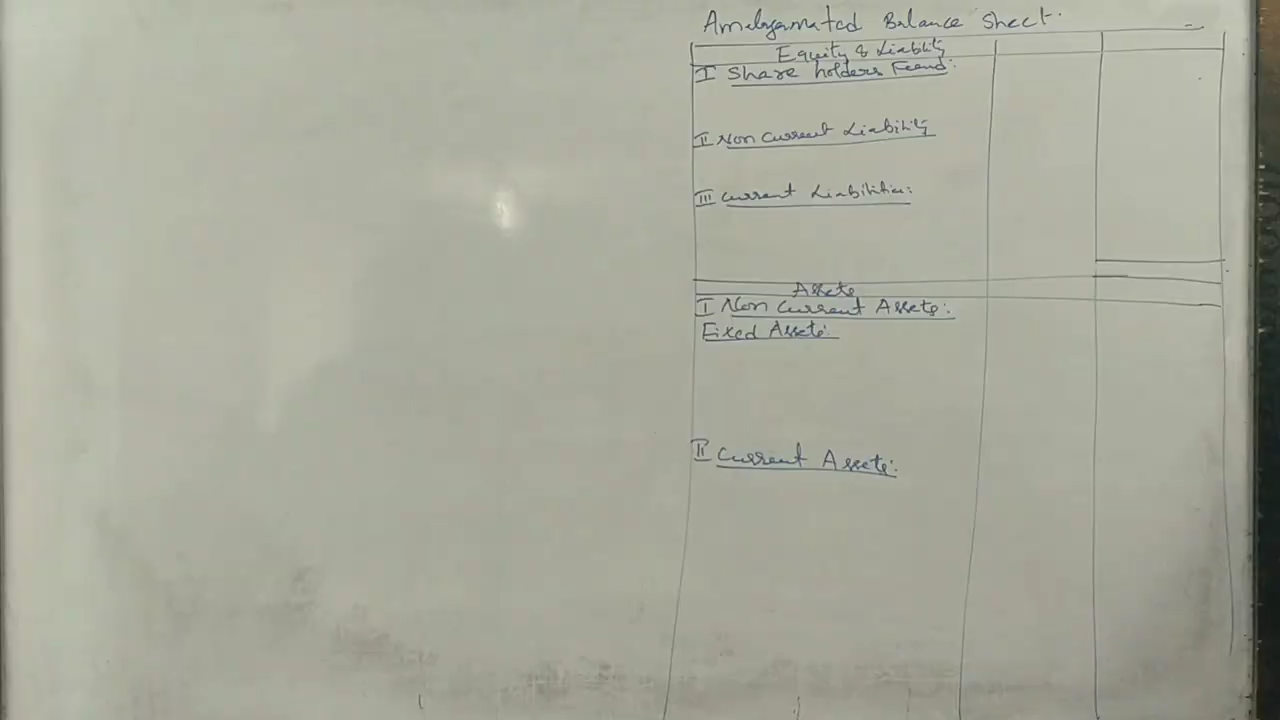 Amalgamated Balance Sheet.
Equity & Liability
I Share holders Fund:
II Non Current Liability
III Current Liabilities:
Assets
I Non Current Assets:
Fixed Assets:
II Current Assets: